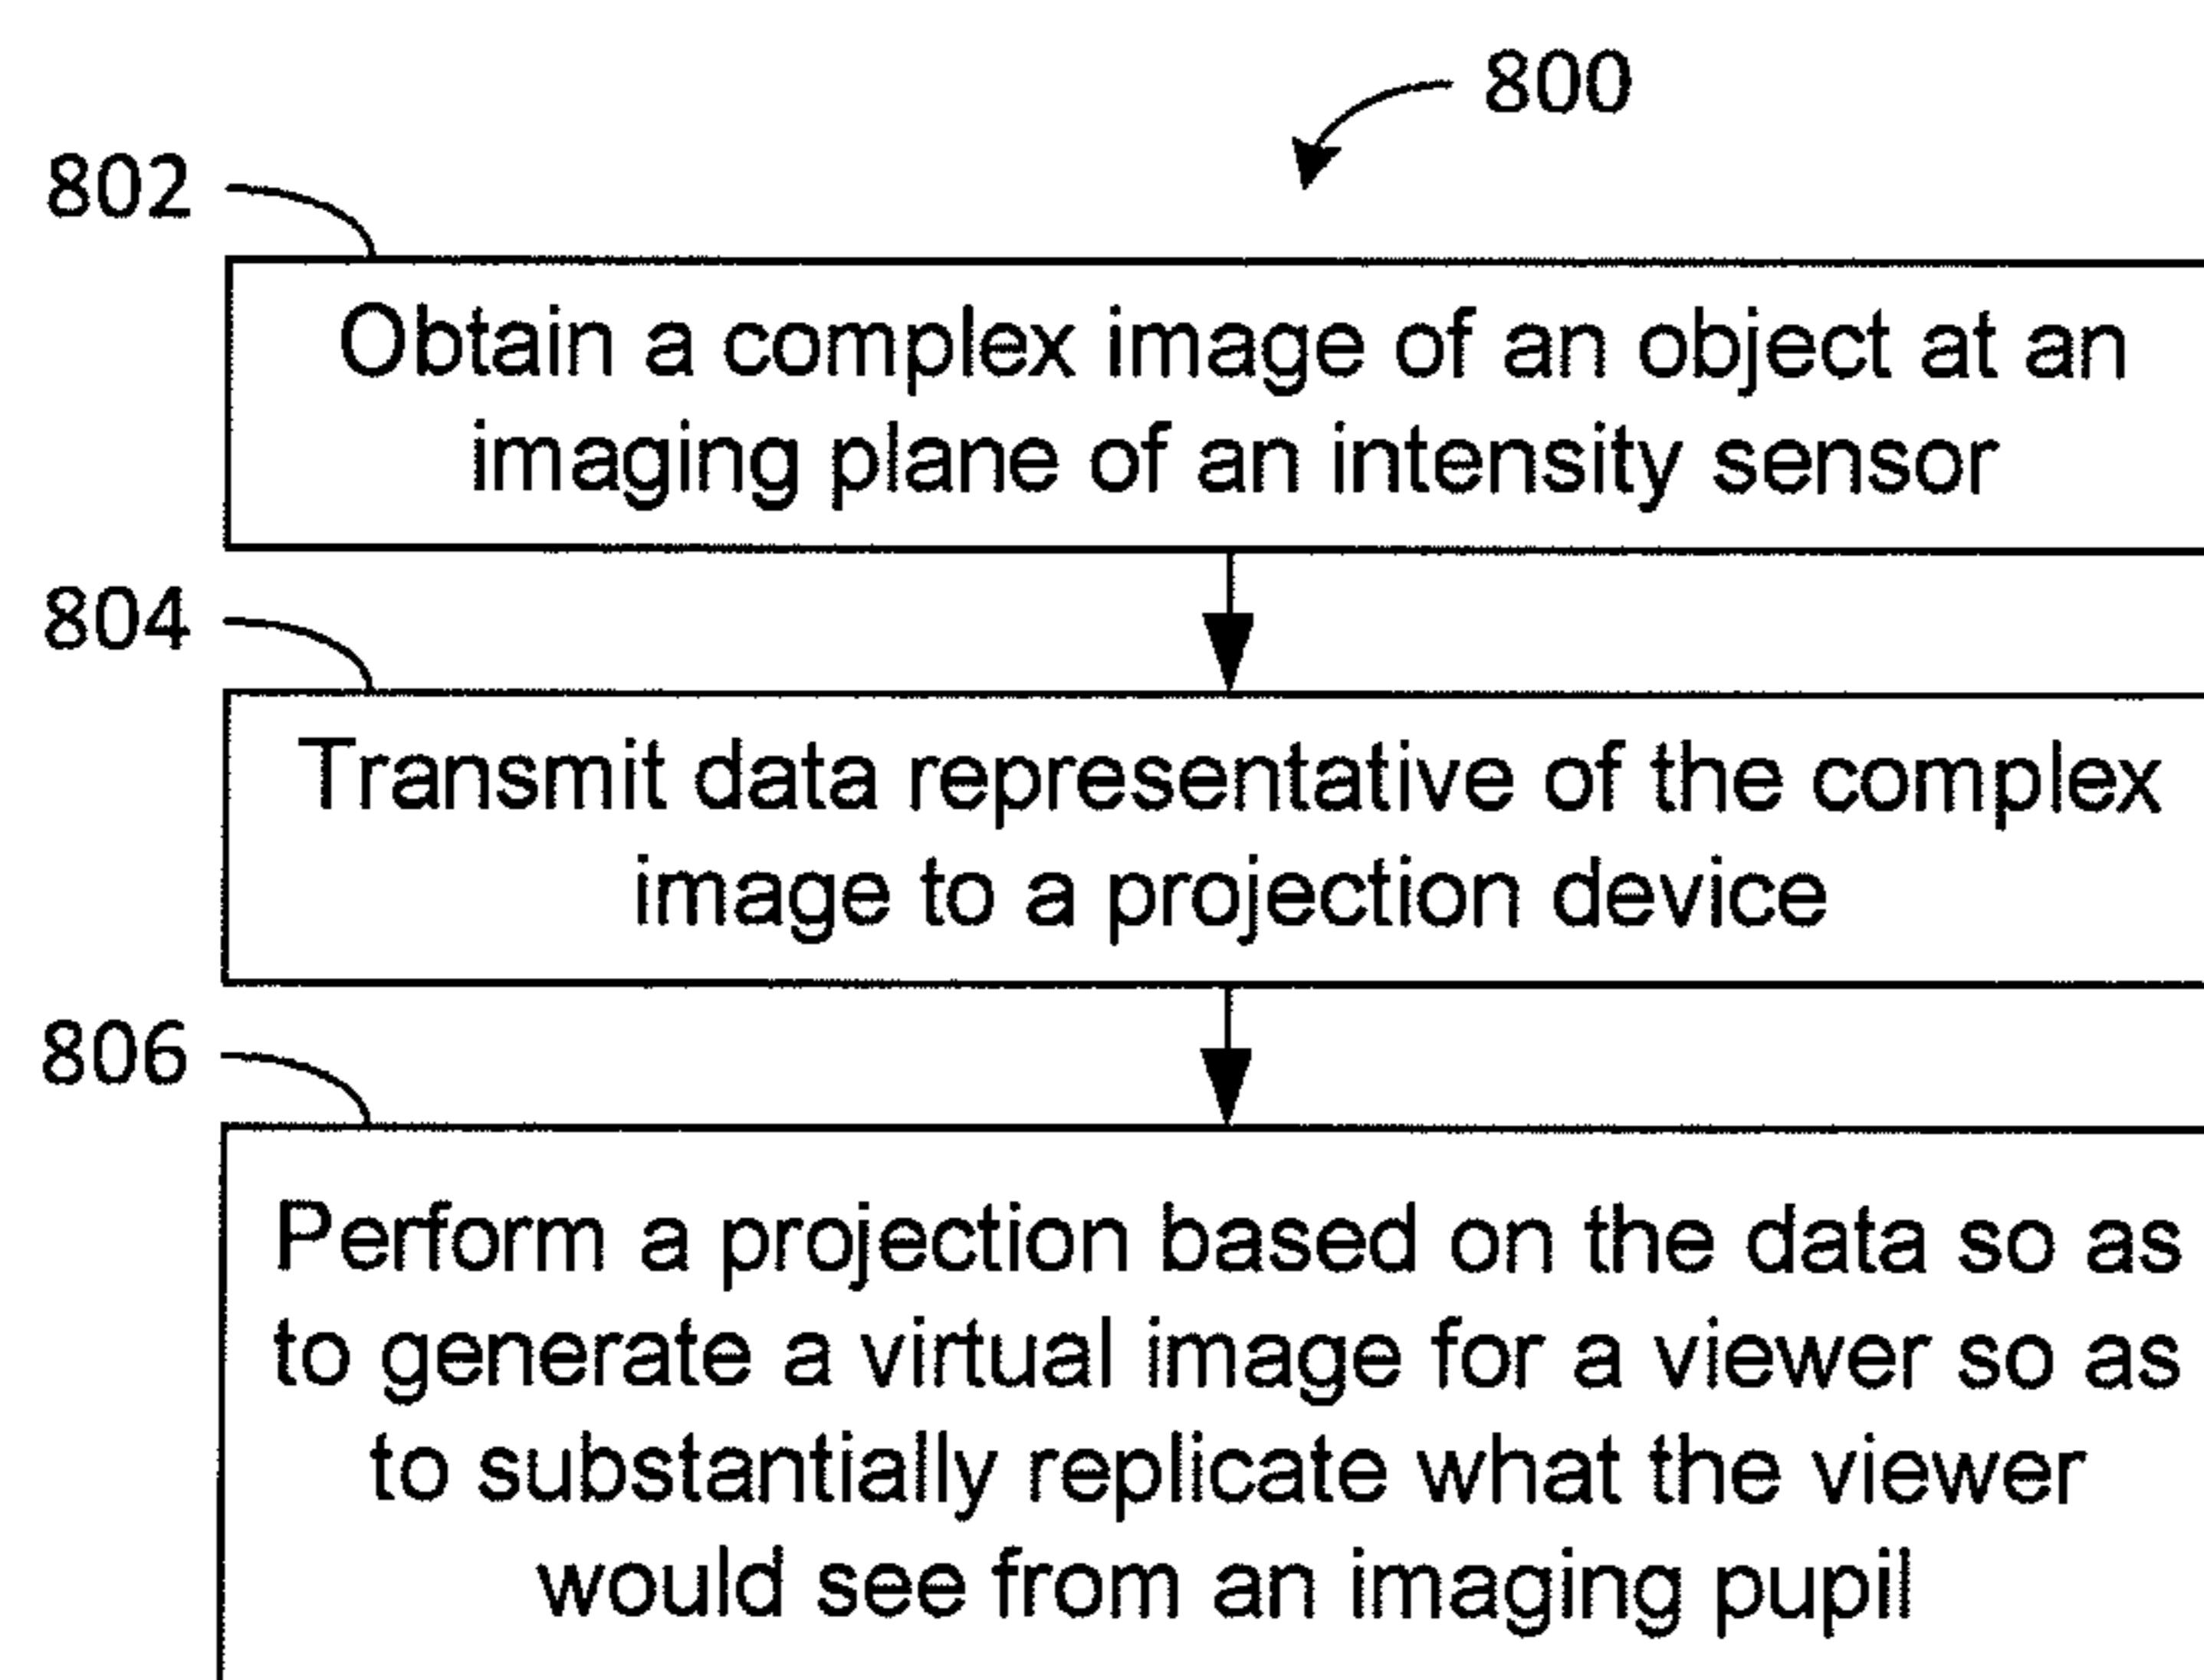 800
802
Obtain a complex image of an object at an
imaging plane of an intensity sensor
804
Transmit data representative of the complex
image to a projection device
806
Perform a projection based on the data so as
to generate a virtual image for a viewer so as
to substantially replicate what the viewer
would see from an imaging pupil